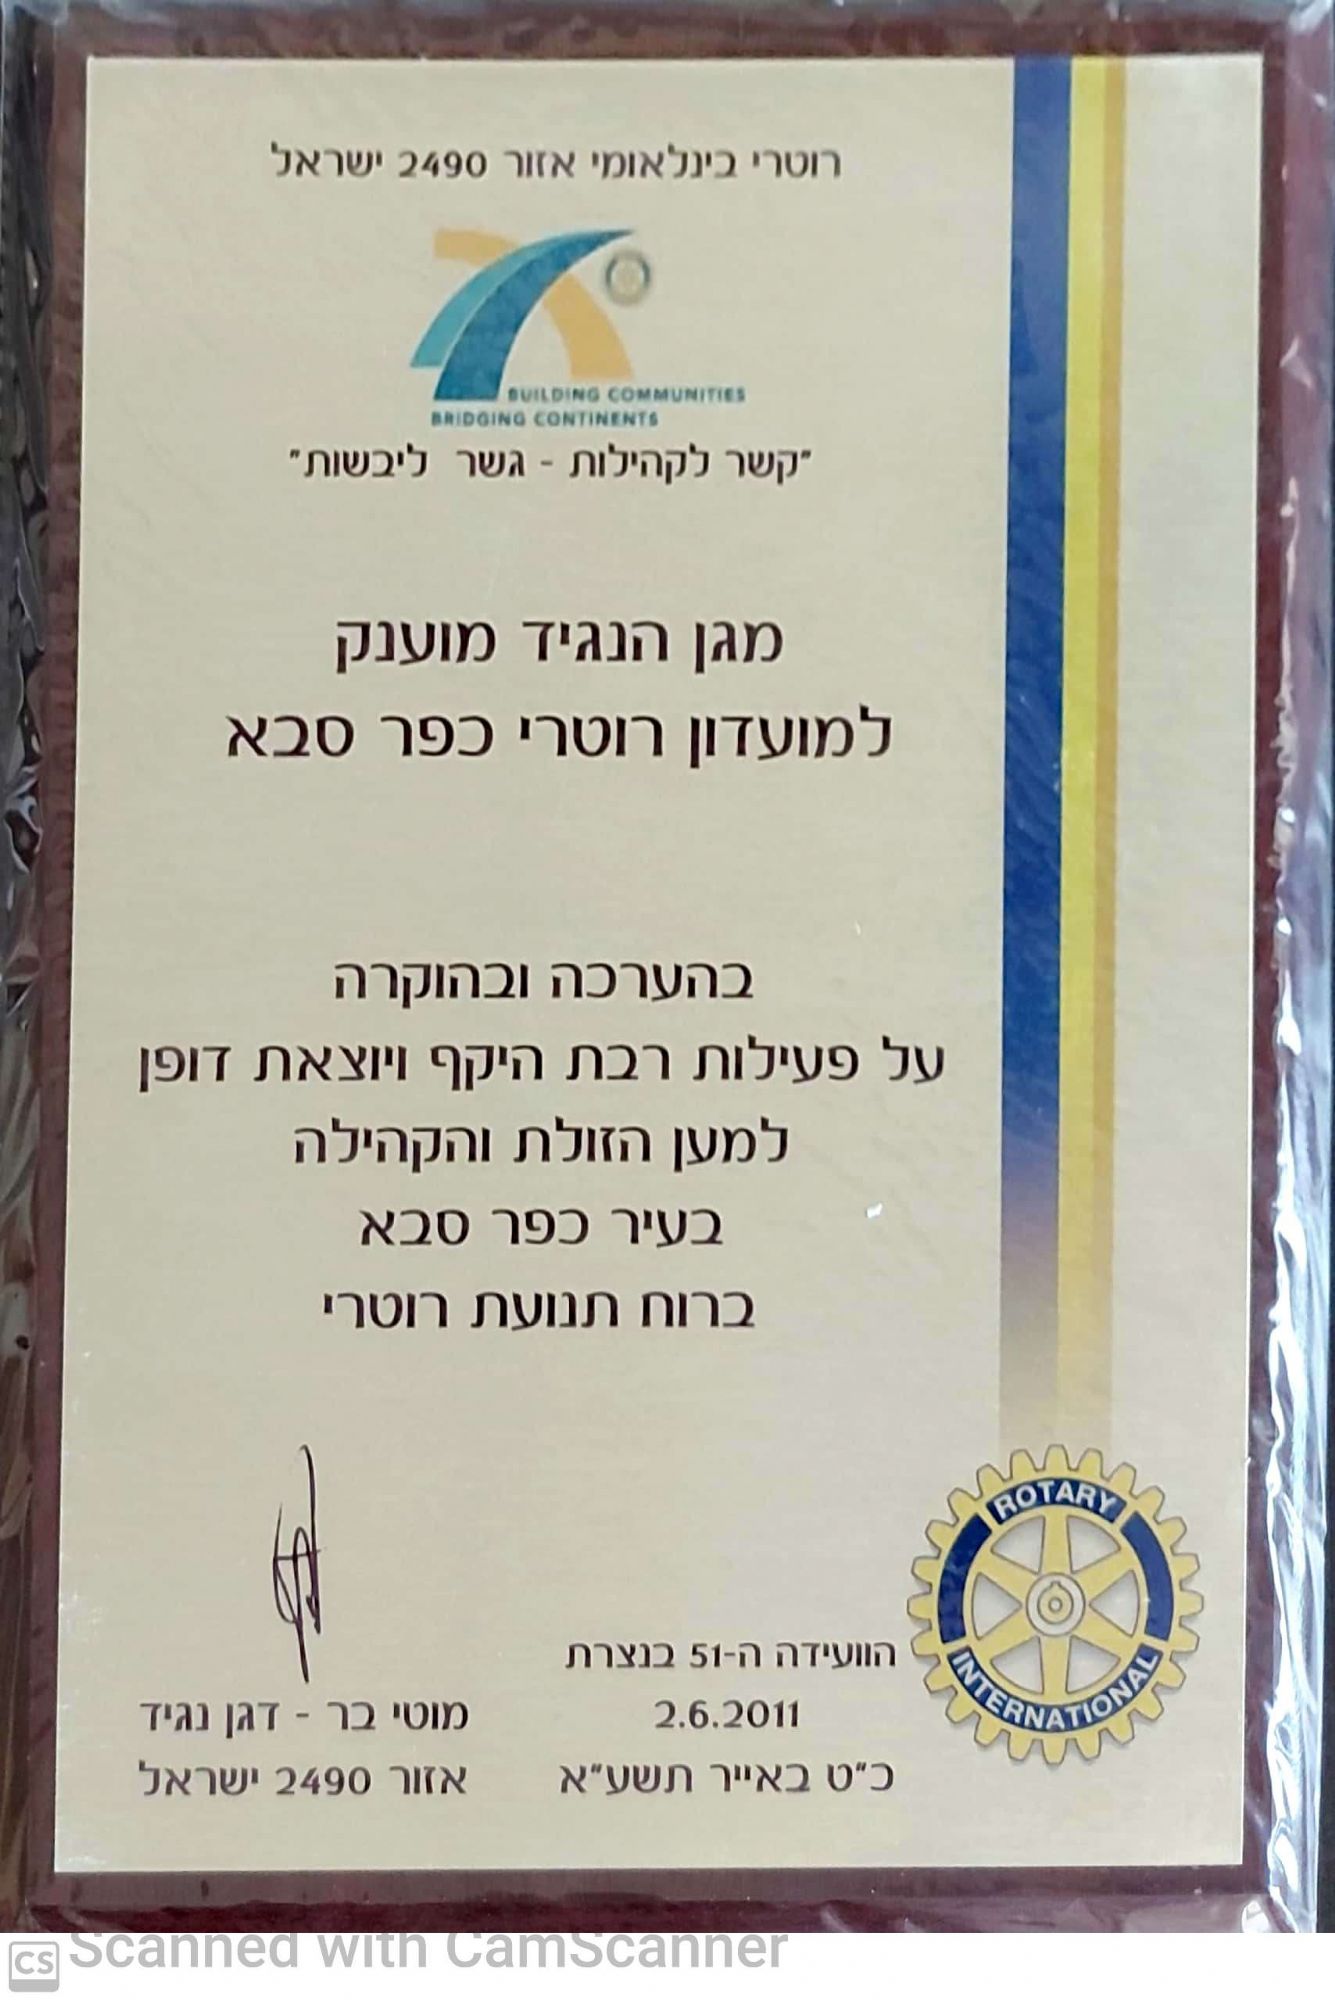 רוטרי בינלאומי אזור 2490 ישראל
BUILDING COMMUNITIES
BRIDGING CONTINENTS
"קשר לקהילות - גשר ליבשות"
מגן הנגיד מוענק
למועדון רוטרי כפר סבא
בהערכה ובהוקרה
על פעילות רבת היקף ויוצאת דופן
למען הזולת והקהילה
בעיר כפר סבא
ברוח תנועת רוטרי
ROTARY
INTERNATIONAL
הוועידה ה-51 בנצרת
2.6.2011
כ"ט באייר תשע"א
מוטי בר - דגן נגיד
אזור 2490 ישראל
CS Scanned with CamScanner